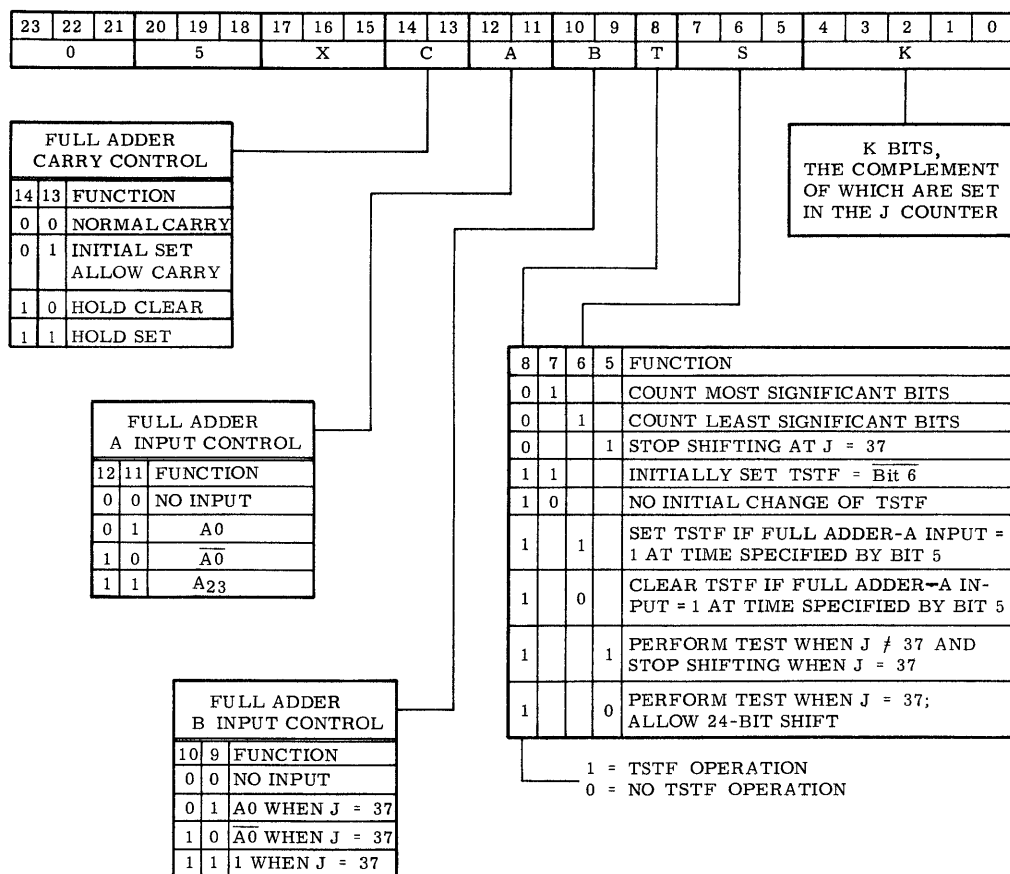 23 22 21 20 19 18 17 16 15 14 13 12 11 10 9 8 7 6 5 4 3 2 1 0
0 5 X C A B T S K
FULL ADDER
CARRY CONTROL
14 13 FUNCTION
0 0 NORMAL CARRY
0 1 INITIAL SET
ALLOW CARRY
1 0 HOLD CLEAR
1 1 HOLD SET
K BITS,
THE COMPLEMENT
OF WHICH ARE SET
IN THE J COUNTER
FULL ADDER
A INPUT CONTROL
12 11 FUNCTION
0 0 NO INPUT
0 1 A0
1 0 A̅0̅
1 1 A23
FULL ADDER
B INPUT CONTROL
10 9 FUNCTION
0 0 NO INPUT
0 1 A0 WHEN J = 37
1 0 A̅0̅ WHEN J = 37
1 1 1 WHEN J = 37
8 7 6 5 FUNCTION
0 1 COUNT MOST SIGNIFICANT BITS
0 1 COUNT LEAST SIGNIFICANT BITS
0 1 STOP SHIFTING AT J = 37
1 1 INITIALLY SET TSTF = B̅i̅t̅ ̅6̅
1 0 NO INITIAL CHANGE OF TSTF
1 1 SET TSTF IF FULL ADDER-A INPUT =
1 AT TIME SPECIFIED BY BIT 5
1 0 CLEAR TSTF IF FULL ADDER-A IN-
PUT = 1 AT TIME SPECIFIED BY BIT 5
1 1 PERFORM TEST WHEN J ≠ 37 AND
STOP SHIFTING WHEN J = 37
1 0 PERFORM TEST WHEN J = 37;
ALLOW 24-BIT SHIFT
1 = TSTF OPERATION
0 = NO TSTF OPERATION